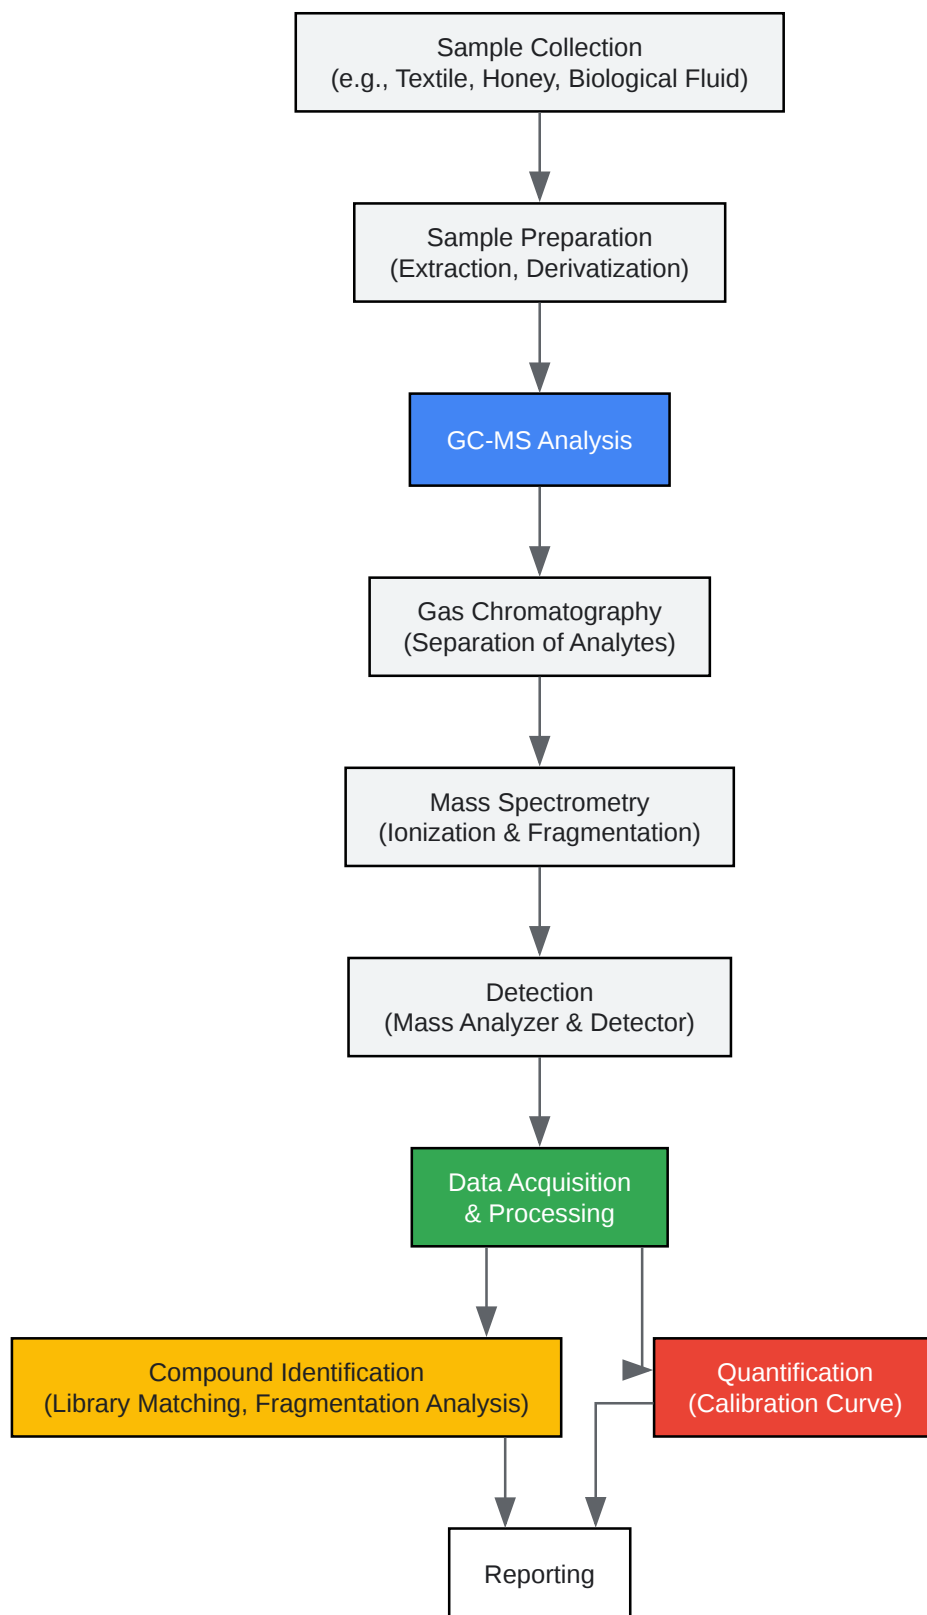 Sample Collection
(e.g., Textile, Honey, Biological Fluid)
Sample Preparation
(Extraction, Derivatization)
GC-MS Analysis
Gas Chromatography
(Separation of Analytes)
Mass Spectrometry
(Ionization & Fragmentation)
Detection
(Mass Analyzer & Detector)
Data Acquisition
& Processing
Compound Identification
(Library Matching, Fragmentation Analysis)
Quantification
(Calibration Curve)
Reporting